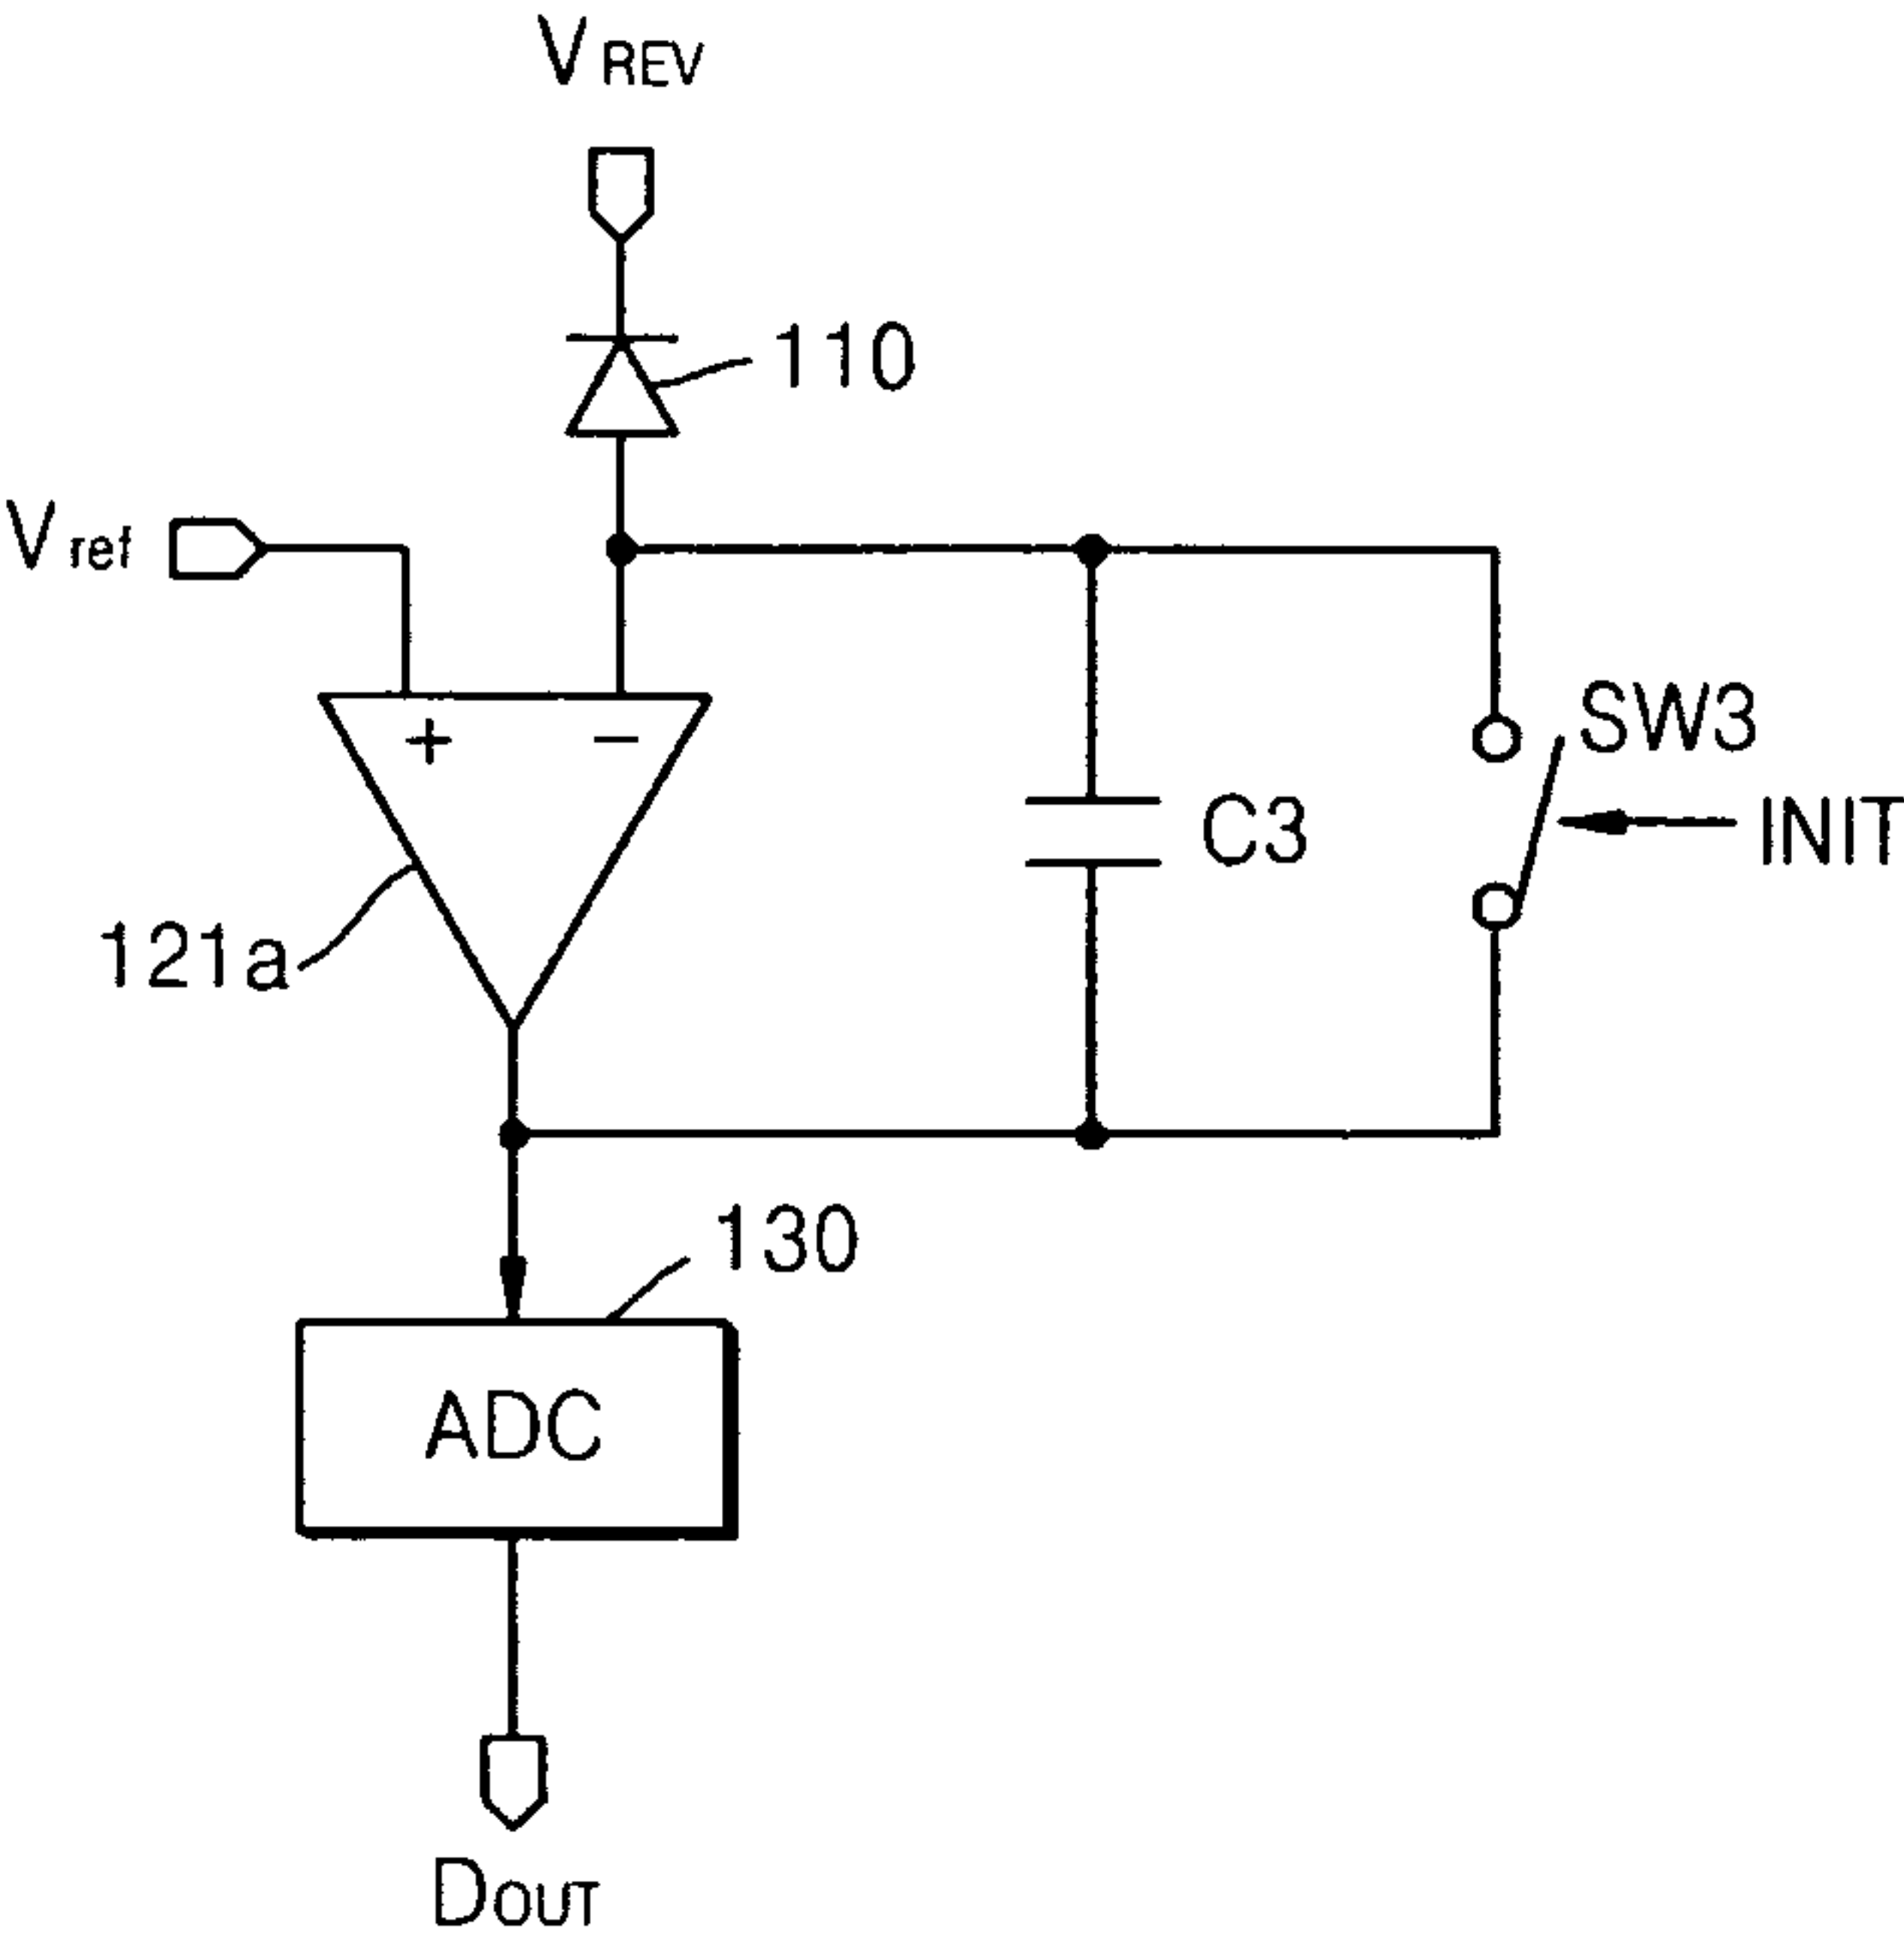 VREV
110
Vref
+ −
SW3
C3
INIT
121a
130
ADC
DOUT